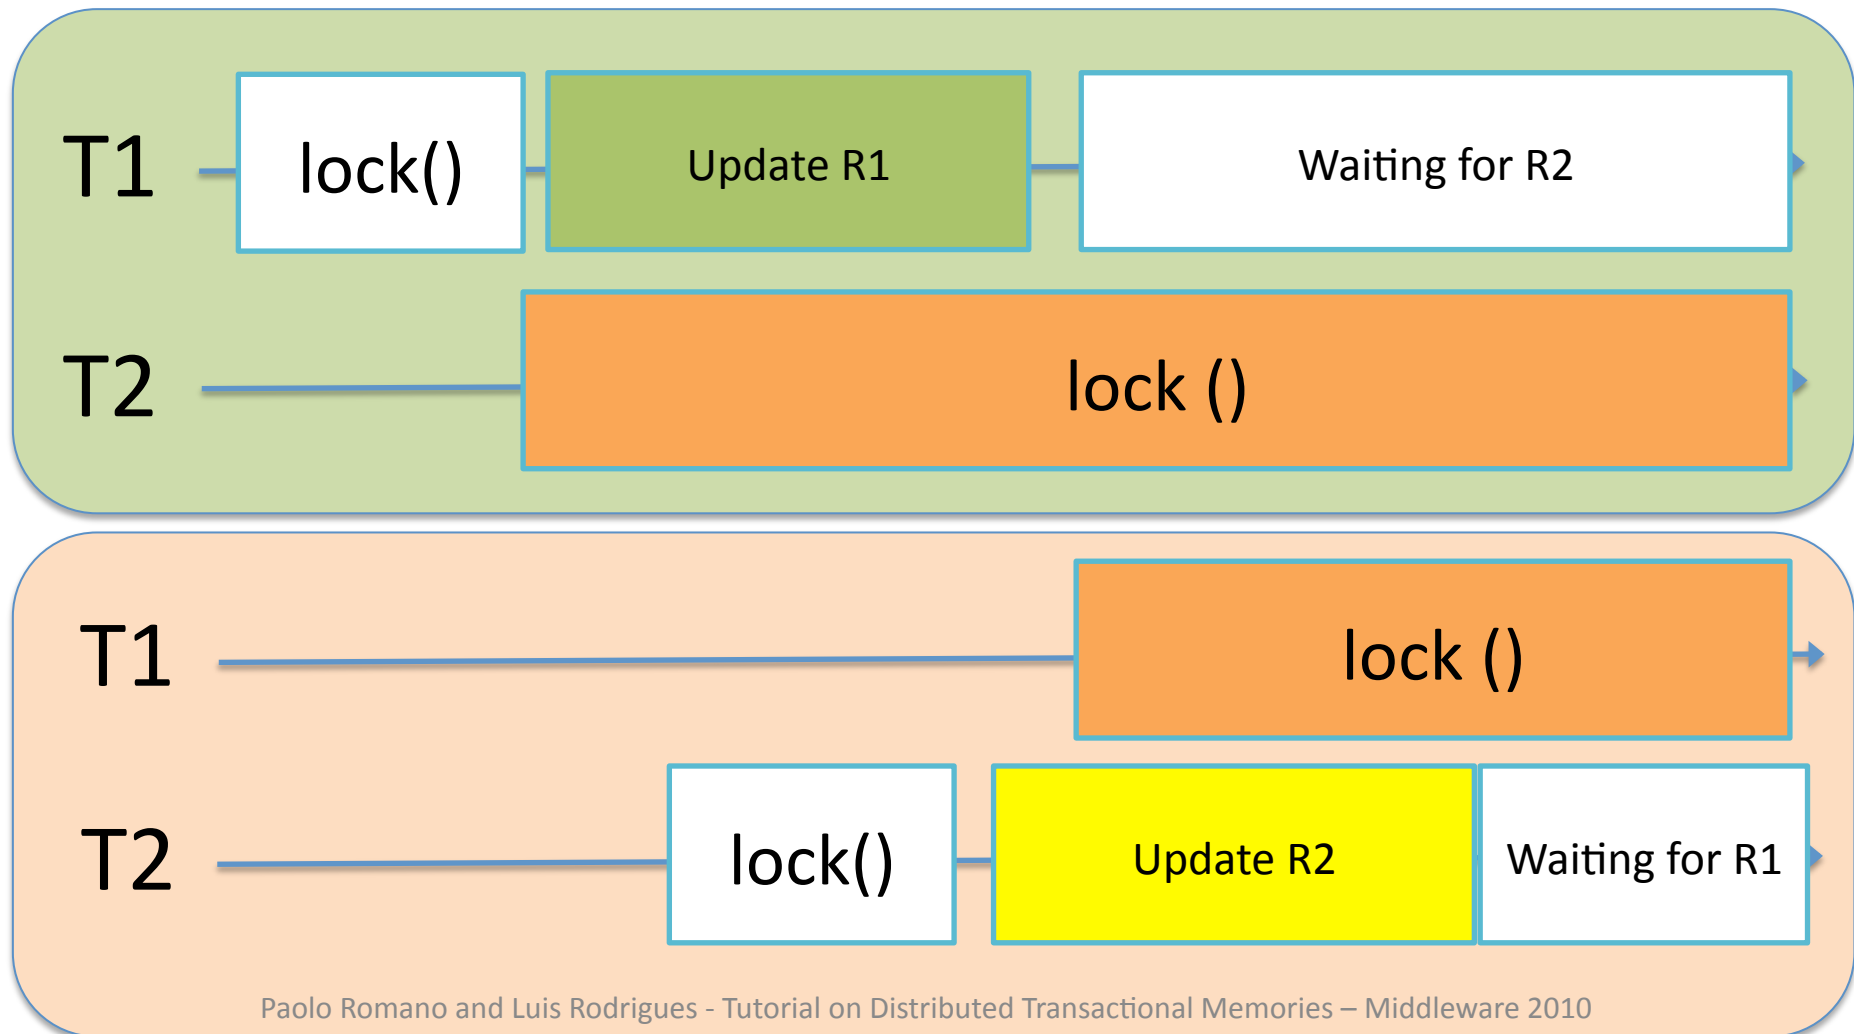 T1 lock() Update R1 Waiting for R2
T2 lock ()
T1 lock ()
T2 lock() Update R2 Waiting for R1
Paolo Romano and Luis Rodrigues - Tutorial on Distributed Transactional Memories – Middleware 2010